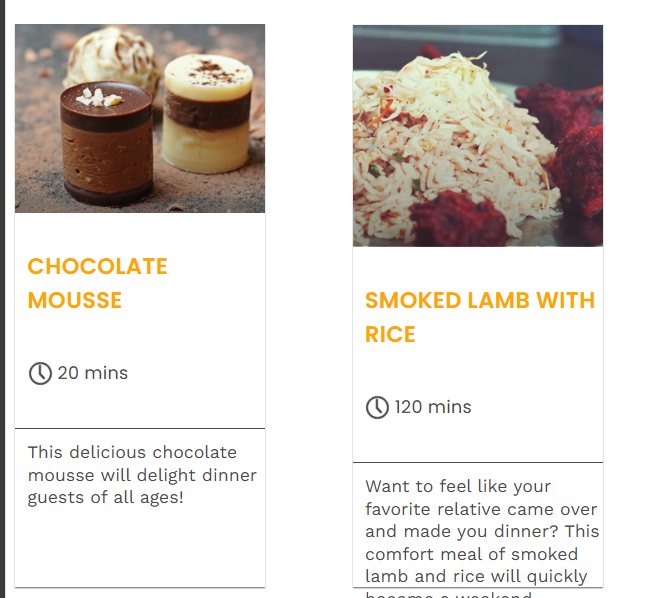 CHOCOLATE
MOUSSE
20 mins
This delicious chocolate
mousse will delight dinner
guests of all ages!
SMOKED LAMB WITH
RICE
120 mins
Want to feel like your
favorite relative came over
and made you dinner? This
comfort meal of smoked
lamb and rice will quickly
become a weekend